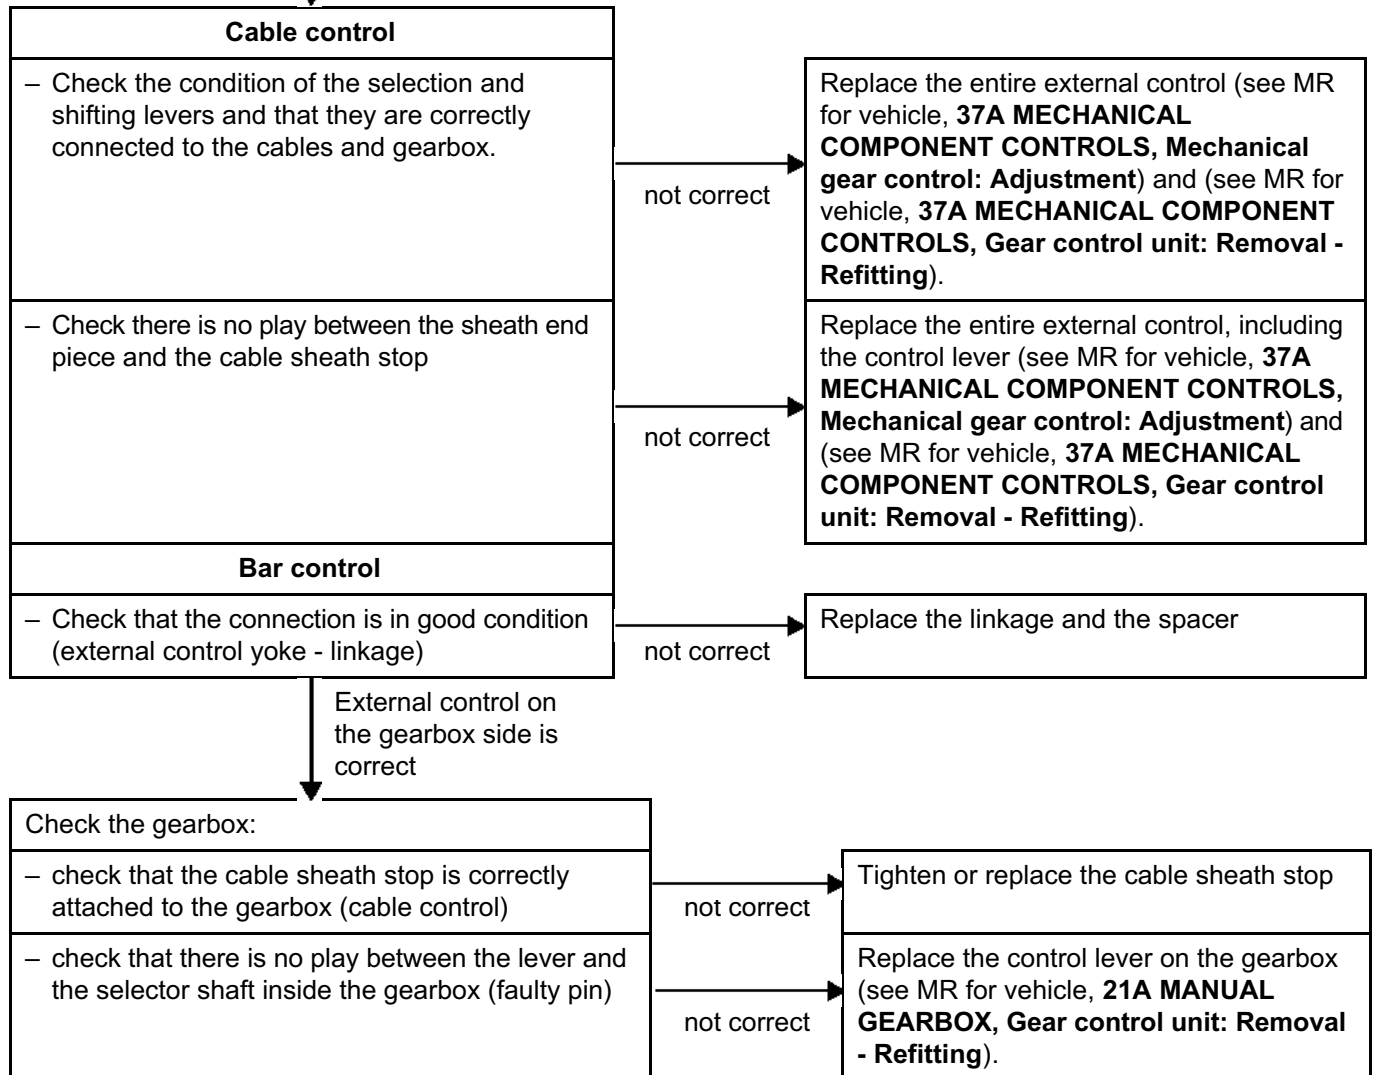 Cable control
– Check the condition of the selection and
shifting levers and that they are correctly
connected to the cables and gearbox.
not correct
Replace the entire external control (see MR
for vehicle, 37A MECHANICAL
COMPONENT CONTROLS, Mechanical
gear control: Adjustment) and (see MR for
vehicle, 37A MECHANICAL COMPONENT
CONTROLS, Gear control unit: Removal -
Refitting).
– Check there is no play between the sheath end
piece and the cable sheath stop
not correct
Replace the entire external control, including
the control lever (see MR for vehicle, 37A
MECHANICAL COMPONENT CONTROLS,
Mechanical gear control: Adjustment) and
(see MR for vehicle, 37A MECHANICAL
COMPONENT CONTROLS, Gear control
unit: Removal - Refitting).
Bar control
– Check that the connection is in good condition
(external control yoke - linkage)
not correct
Replace the linkage and the spacer
External control on
the gearbox side is
correct
Check the gearbox:
– check that the cable sheath stop is correctly
attached to the gearbox (cable control)
not correct
Tighten or replace the cable sheath stop
– check that there is no play between the lever and
the selector shaft inside the gearbox (faulty pin)
not correct
Replace the control lever on the gearbox
(see MR for vehicle, 21A MANUAL
GEARBOX, Gear control unit: Removal
- Refitting).